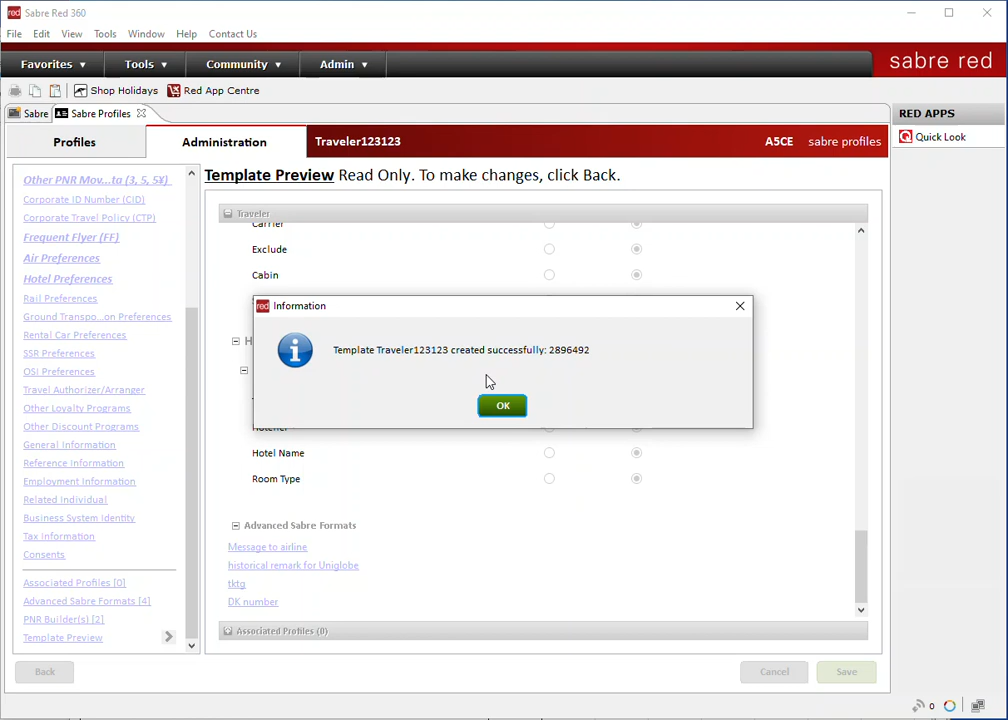 red Sabre Red 360
File Edit View Tools Window Help Contact Us
Favorites Tools Community Admin
sabre red
Shop Holidays Red App Centre
Sabre Sabre Profiles
RED APPS
Profiles Administration Traveler123123 A5CE sabre profiles
Quick Look
Template Preview Read Only. To make changes, click Back.
Other PNR Mov...ta (3, 5, 5¥)
Corporate ID Number (CID)
Corporate Travel Policy (CTP)
Frequent Flyer (FF)
Air Preferences
Hotel Preferences
Rail Preferences
Ground Transpo...on Preferences
Rental Car Preferences
SSR Preferences
OSI Preferences
Travel Authorizer/Arranger
Other Loyalty Programs
Other Discount Programs
General Information
Reference Information
Employment Information
Related Individual
Business System Identity
Tax Information
Consents
Associated Profiles [0]
Advanced Sabre Formats [4]
PNR Builder(s) [2]
Template Preview
Traveler
Carrier
Exclude
Cabin
red Information
Template Traveler123123 created successfully: 2896492
OK
H
Hotelier
Hotel Name
Room Type
Advanced Sabre Formats
Message to airline
historical remark for Uniglobe
tktg
DK number
Associated Profiles (0)
Back Cancel Save
0